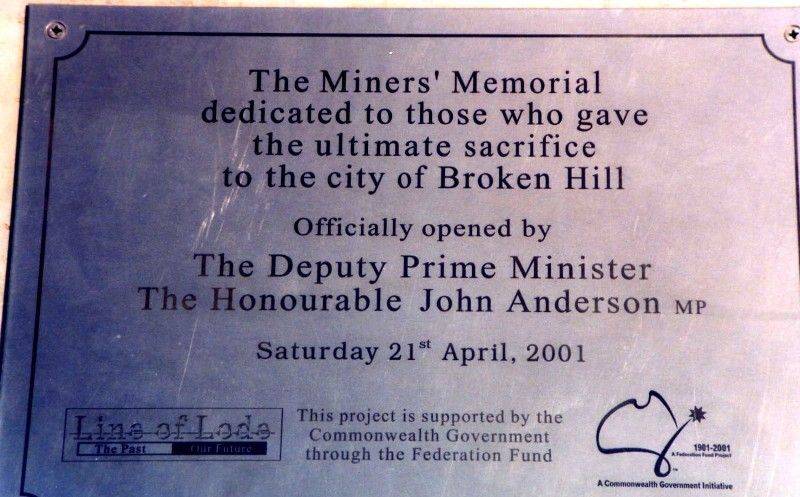 The Miners' Memorial
dedicated to those who gave
the ultimate sacrifice
to the city of Broken Hill
Officially opened by
The Deputy Prime Minister
The Honourable John Anderson MP
Saturday 21st April, 2001
Line of Lode
The Past Our Future
This project is supported by the
Commonwealth Government
through the Federation Fund
1901-2001
A Federation Fund Project
TM
A Commonwealth Government Initiative